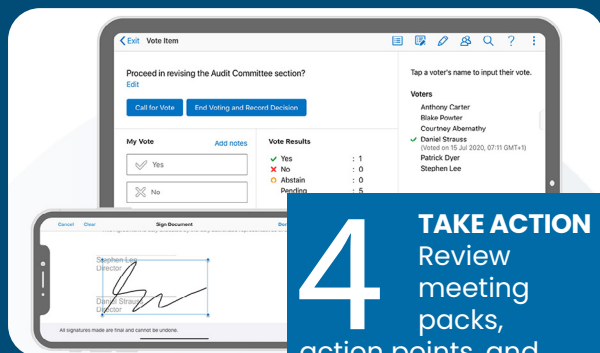 Exit Vote Item
Proceed in revising the Audit Committee section?
Edit
Call for Vote
End Voting and Record Decision
My Vote
Add notes
Yes
No
Vote Results
Yes : 1
No : 0
Abstain : 0
Pending : 5
Tap a voter's name to input their vote.
Voters
Anthony Carter
Blake Powter
Courtney Abernathy
Daniel Strauss
(Voted on 15 Jul 2020, 07:11 GMT+1)
Patrick Dyer
Stephen Lee
Cancel Clear Sign Document
Stephen Lee
Director
Daniel Strauss
Director
All signatures made are final and cannot be undone.
4
TAKE ACTION
Review
meeting
packs,
action points, and